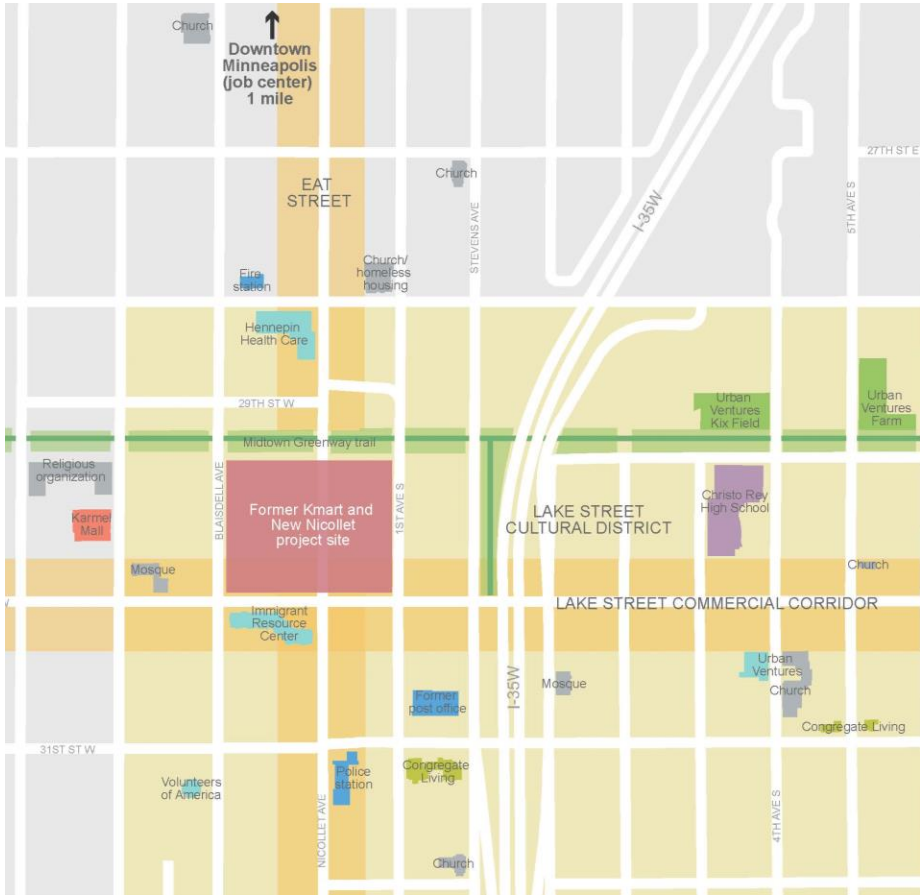 Church
Downtown
Minneapolis
(job center)
1 mile
27TH ST E
Church
EAT
STREET
STEVENS AVE
I-35W
5TH AVE S
Fire
station
Church/
homeless
housing
Hennepin
Health Care
29TH ST W
Urban
Ventures
Kix Field
Urban
Ventures
Farm
Midtown Greenway trail
Religious
organization
BLAISDELL AVE
Former Kmart and
New Nicollet
project site
1ST AVE S
Christo Rey
High School
LAKE STREET
CULTURAL DISTRICT
Karmel
Mall
Mosque
Church
LAKE STREET COMMERCIAL CORRIDOR
Immigrant
Resource
Center
I-35W
Urban
Ventures
Mosque
Church
Former
post office
Congregate Living
31ST ST W
Volunteers
of America
Police
station
Congregate
Living
NICOLLET AVE
4TH AVE S
Church